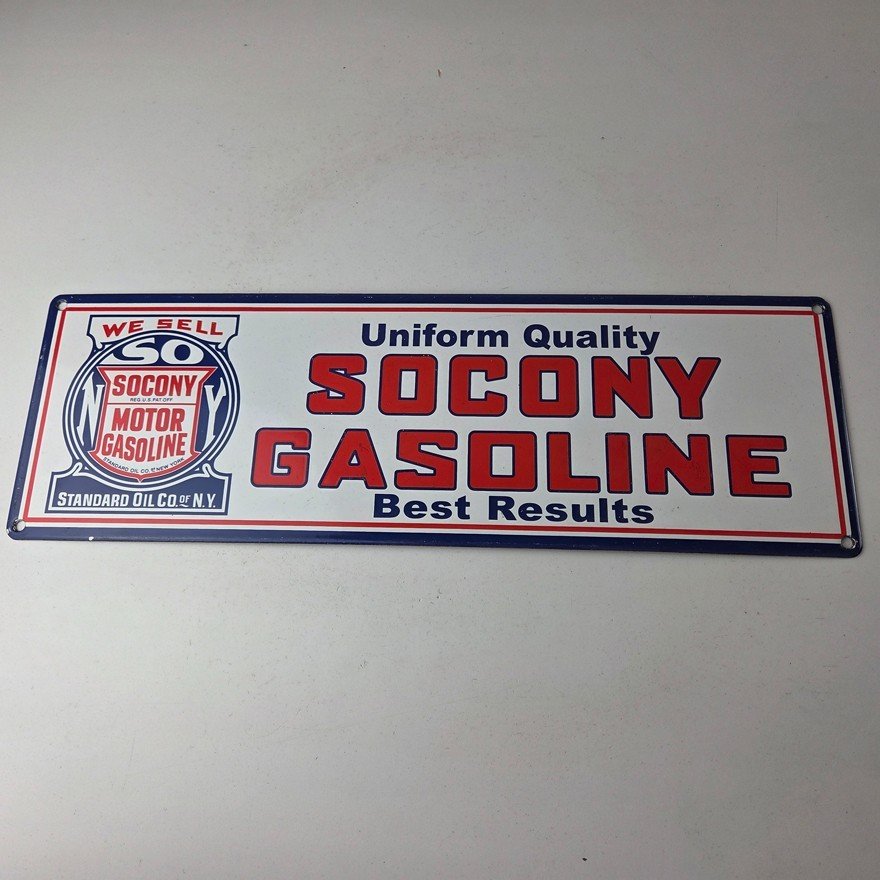 WE SELL
SO
N Y
SOCONY
REG. U.S. PAT. OFF
MOTOR
GASOLINE
STANDARD OIL CO. OF NEW YORK
STANDARD OIL CO. OF N.Y.
Uniform Quality
SOCONY
GASOLINE
Best Results